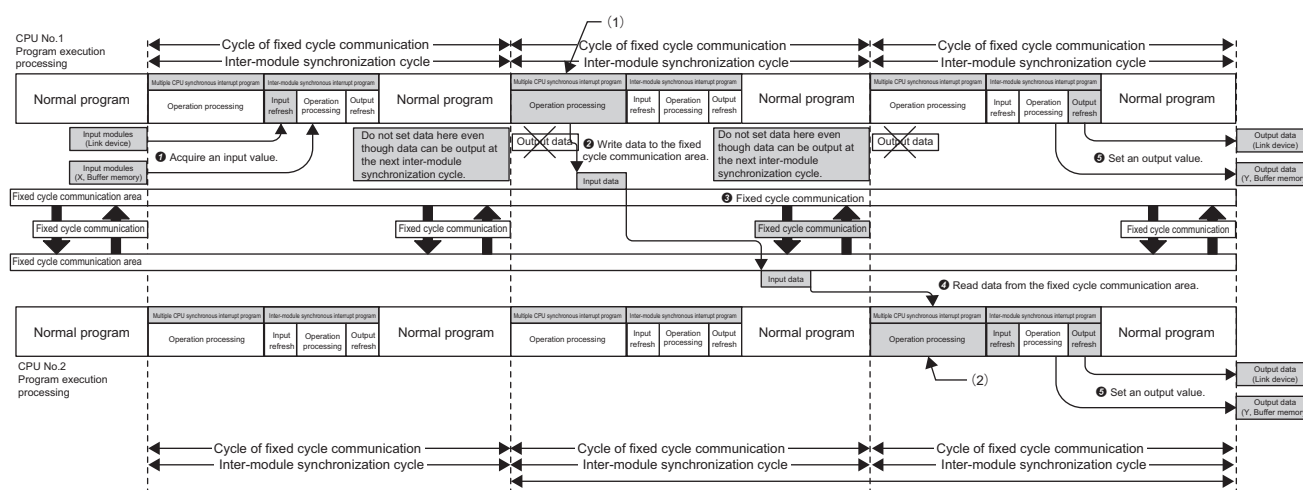 (1)
CPU No.1
Program execution
processing
Cycle of fixed cycle communication
Cycle of fixed cycle communication
Cycle of fixed cycle communication
Inter-module synchronization cycle
Inter-module synchronization cycle
Inter-module synchronization cycle
Normal program
Multiple CPU synchronous interrupt program
Inter-module synchronous interrupt program
Operation processing
Input
refresh
Operation
processing
Output
refresh
Normal program
Multiple CPU synchronous interrupt program
Inter-module synchronous interrupt program
Operation processing
Input
refresh
Operation
processing
Output
refresh
Normal program
Multiple CPU synchronous interrupt program
Inter-module synchronous interrupt program
Operation processing
Input
refresh
Operation
processing
Output
refresh
Normal program
Input modules
(Link device)
❶ Acquire an input value.
Input modules
(X, Buffer memory)
Do not set data here even
though data can be output at
the next inter-module
synchronization cycle.
Output data
❷ Write data to the fixed
cycle communication area.
Input data
Do not set data here even
though data can be output at
the next inter-module
synchronization cycle.
Output data
❺ Set an output value.
Output data
(Link device)
Output data
(Y, Buffer memory)
Fixed cycle communication area
❸ Fixed cycle communication
Fixed cycle communication
Fixed cycle communication
Fixed cycle communication
Fixed cycle communication
Fixed cycle communication area
Input data
❹ Read data from the fixed cycle communication area.
Normal program
Multiple CPU synchronous interrupt program
Inter-module synchronous interrupt program
Operation processing
Input
refresh
Operation
processing
Output
refresh
Normal program
Multiple CPU synchronous interrupt program
Inter-module synchronous interrupt program
Operation processing
Input
refresh
Operation
processing
Output
refresh
Normal program
Multiple CPU synchronous interrupt program
Inter-module synchronous interrupt program
Operation processing
Input
refresh
Operation
processing
Output
refresh
Normal program
CPU No.2
Program execution
processing
(2)
❺ Set an output value.
Output data
(Link device)
Output data
(Y, Buffer memory)
Cycle of fixed cycle communication
Cycle of fixed cycle communication
Cycle of fixed cycle communication
Inter-module synchronization cycle
Inter-module synchronization cycle
Inter-module synchronization cycle